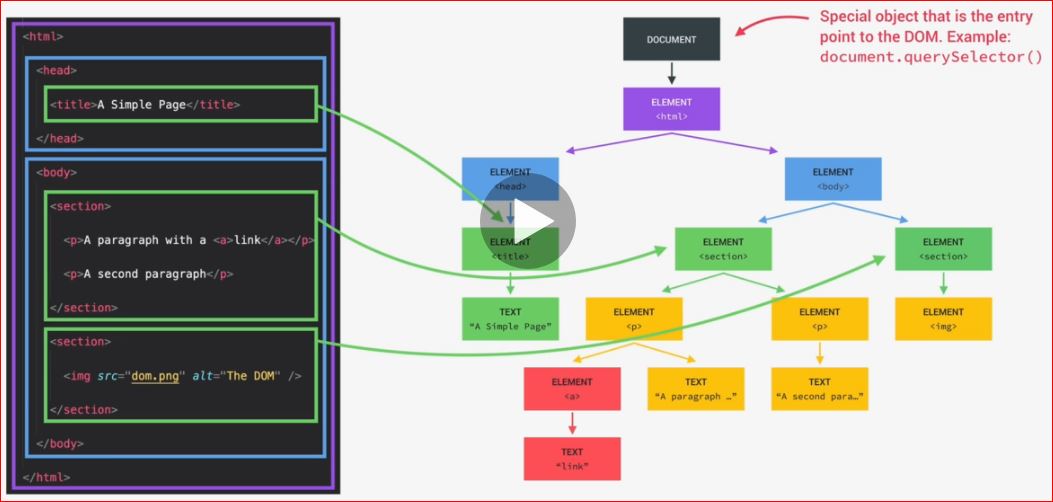 <html>
<head>
<title>A Simple Page</title>
</head>
<body>
<section>
<p>A paragraph with a <a>link</a></p>
<p>A second paragraph</p>
</section>
<section>
<img src="dom.png" alt="The DOM" />
</section>
</body>
</html>
DOCUMENT
Special object that is the entry
point to the DOM. Example:
document.querySelector()
ELEMENT
<html>
ELEMENT
<head>
ELEMENT
<body>
ELEMENT
<title>
ELEMENT
<section>
ELEMENT
<section>
TEXT
“A Simple Page”
ELEMENT
<p>
ELEMENT
<p>
ELEMENT
<img>
ELEMENT
<a>
TEXT
“A paragraph …”
TEXT
“A second para…”
TEXT
“link”